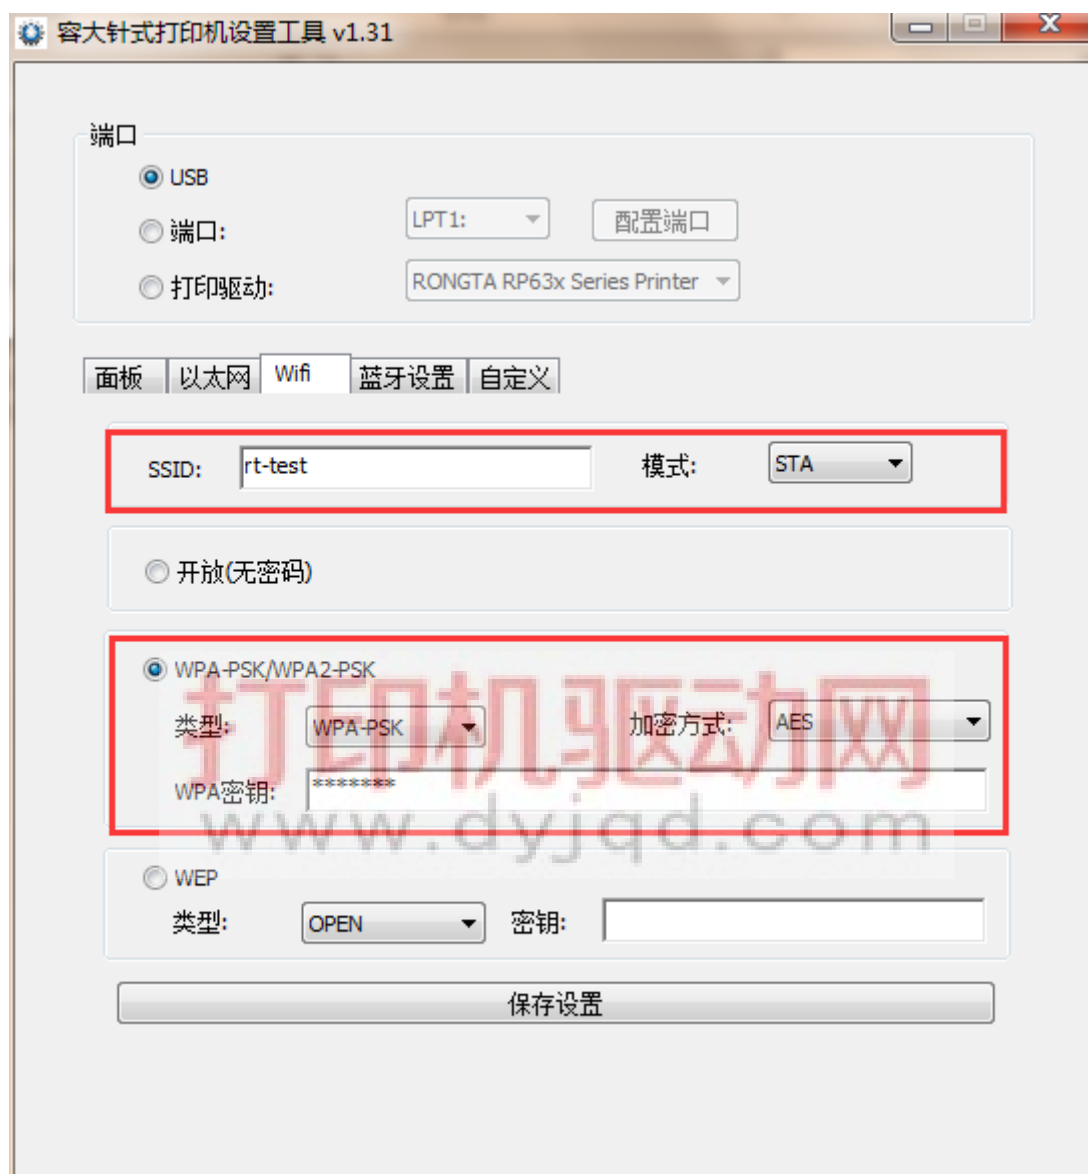 容大针式打印机设置工具 v1.31
端口
USB
端口: LPT1: 配置端口
打印驱动: RONGTA RP63x Series Printer
面板 以太网 Wifi 蓝牙设置 自定义
SSID: rt-test 模式: STA
开放(无密码)
WPA-PSK/WPA2-PSK
类型: WPA-PSK 加密方式: AES
WPA密钥: *******
打印机驱动网
www.dyjqd.com
WEP
类型: OPEN 密钥:
保存设置